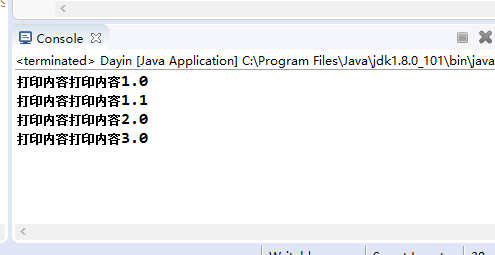 Console
<terminated> Dayin [Java Application] C:\Program Files\Java\jdk1.8.0_101\bin\java
打印内容打印内容1.0
打印内容打印内容1.1
打印内容打印内容2.0
打印内容打印内容3.0